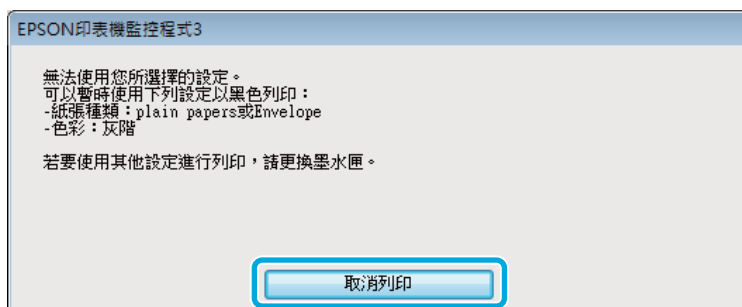 EPSON印表機監控程式3
無法使用您所選擇的設定。
可以暫時使用下列設定以黑色列印：
-紙張種類：plain papers或Envelope
-色彩：灰階
若要使用其他設定進行列印，請更換墨水匣。
取消列印